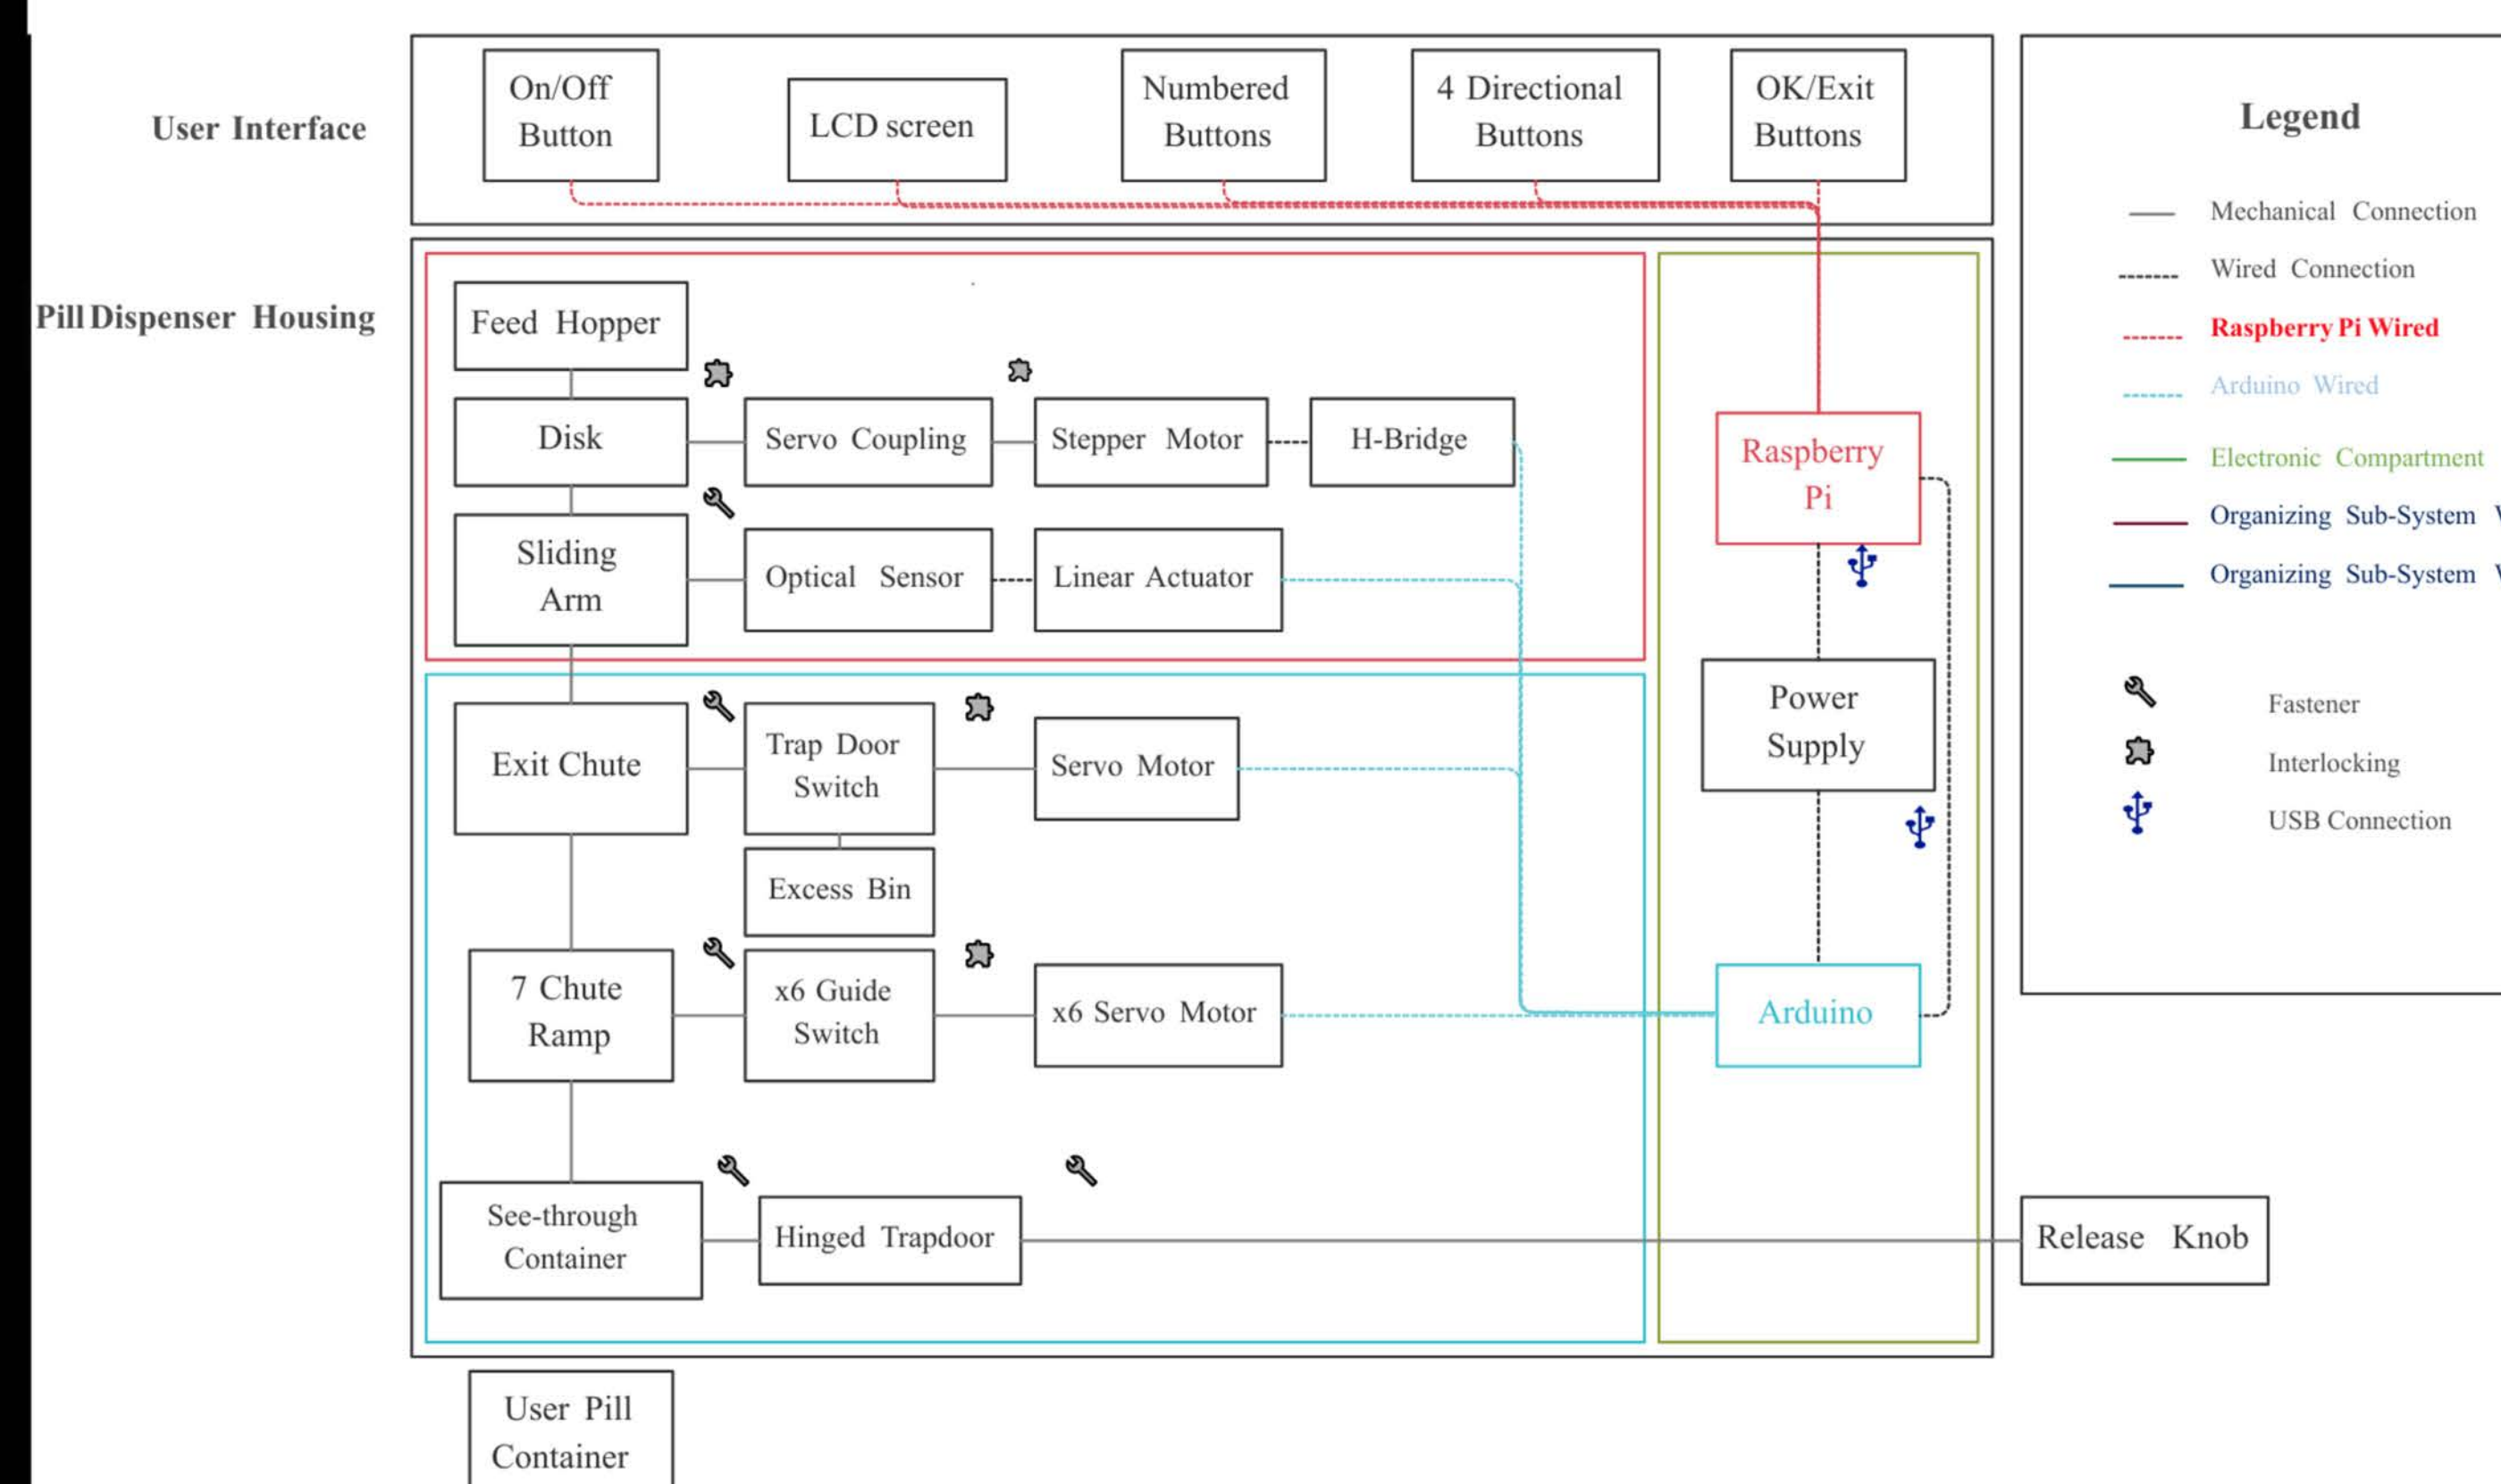 User Interface
On/Off
Button
LCD screen
Numbered
Buttons
4 Directional
Buttons
OK/Exit
Buttons
Pill Dispenser Housing
Feed Hopper
Disk
Servo Coupling
Stepper Motor
H-Bridge
Sliding
Arm
Optical Sensor
Linear Actuator
Raspberry
Pi
Power
Supply
Exit Chute
Trap Door
Switch
Servo Motor
Excess Bin
7 Chute
Ramp
x6 Guide
Switch
x6 Servo Motor
Arduino
See-through
Container
Hinged Trapdoor
Release Knob
User Pill
Container
Legend
Mechanical Connection
Wired Connection
Raspberry Pi Wired
Arduino Wired
Electronic Compartment
Organizing Sub-System
Organizing Sub-System
Fastener
Interlocking
USB Connection